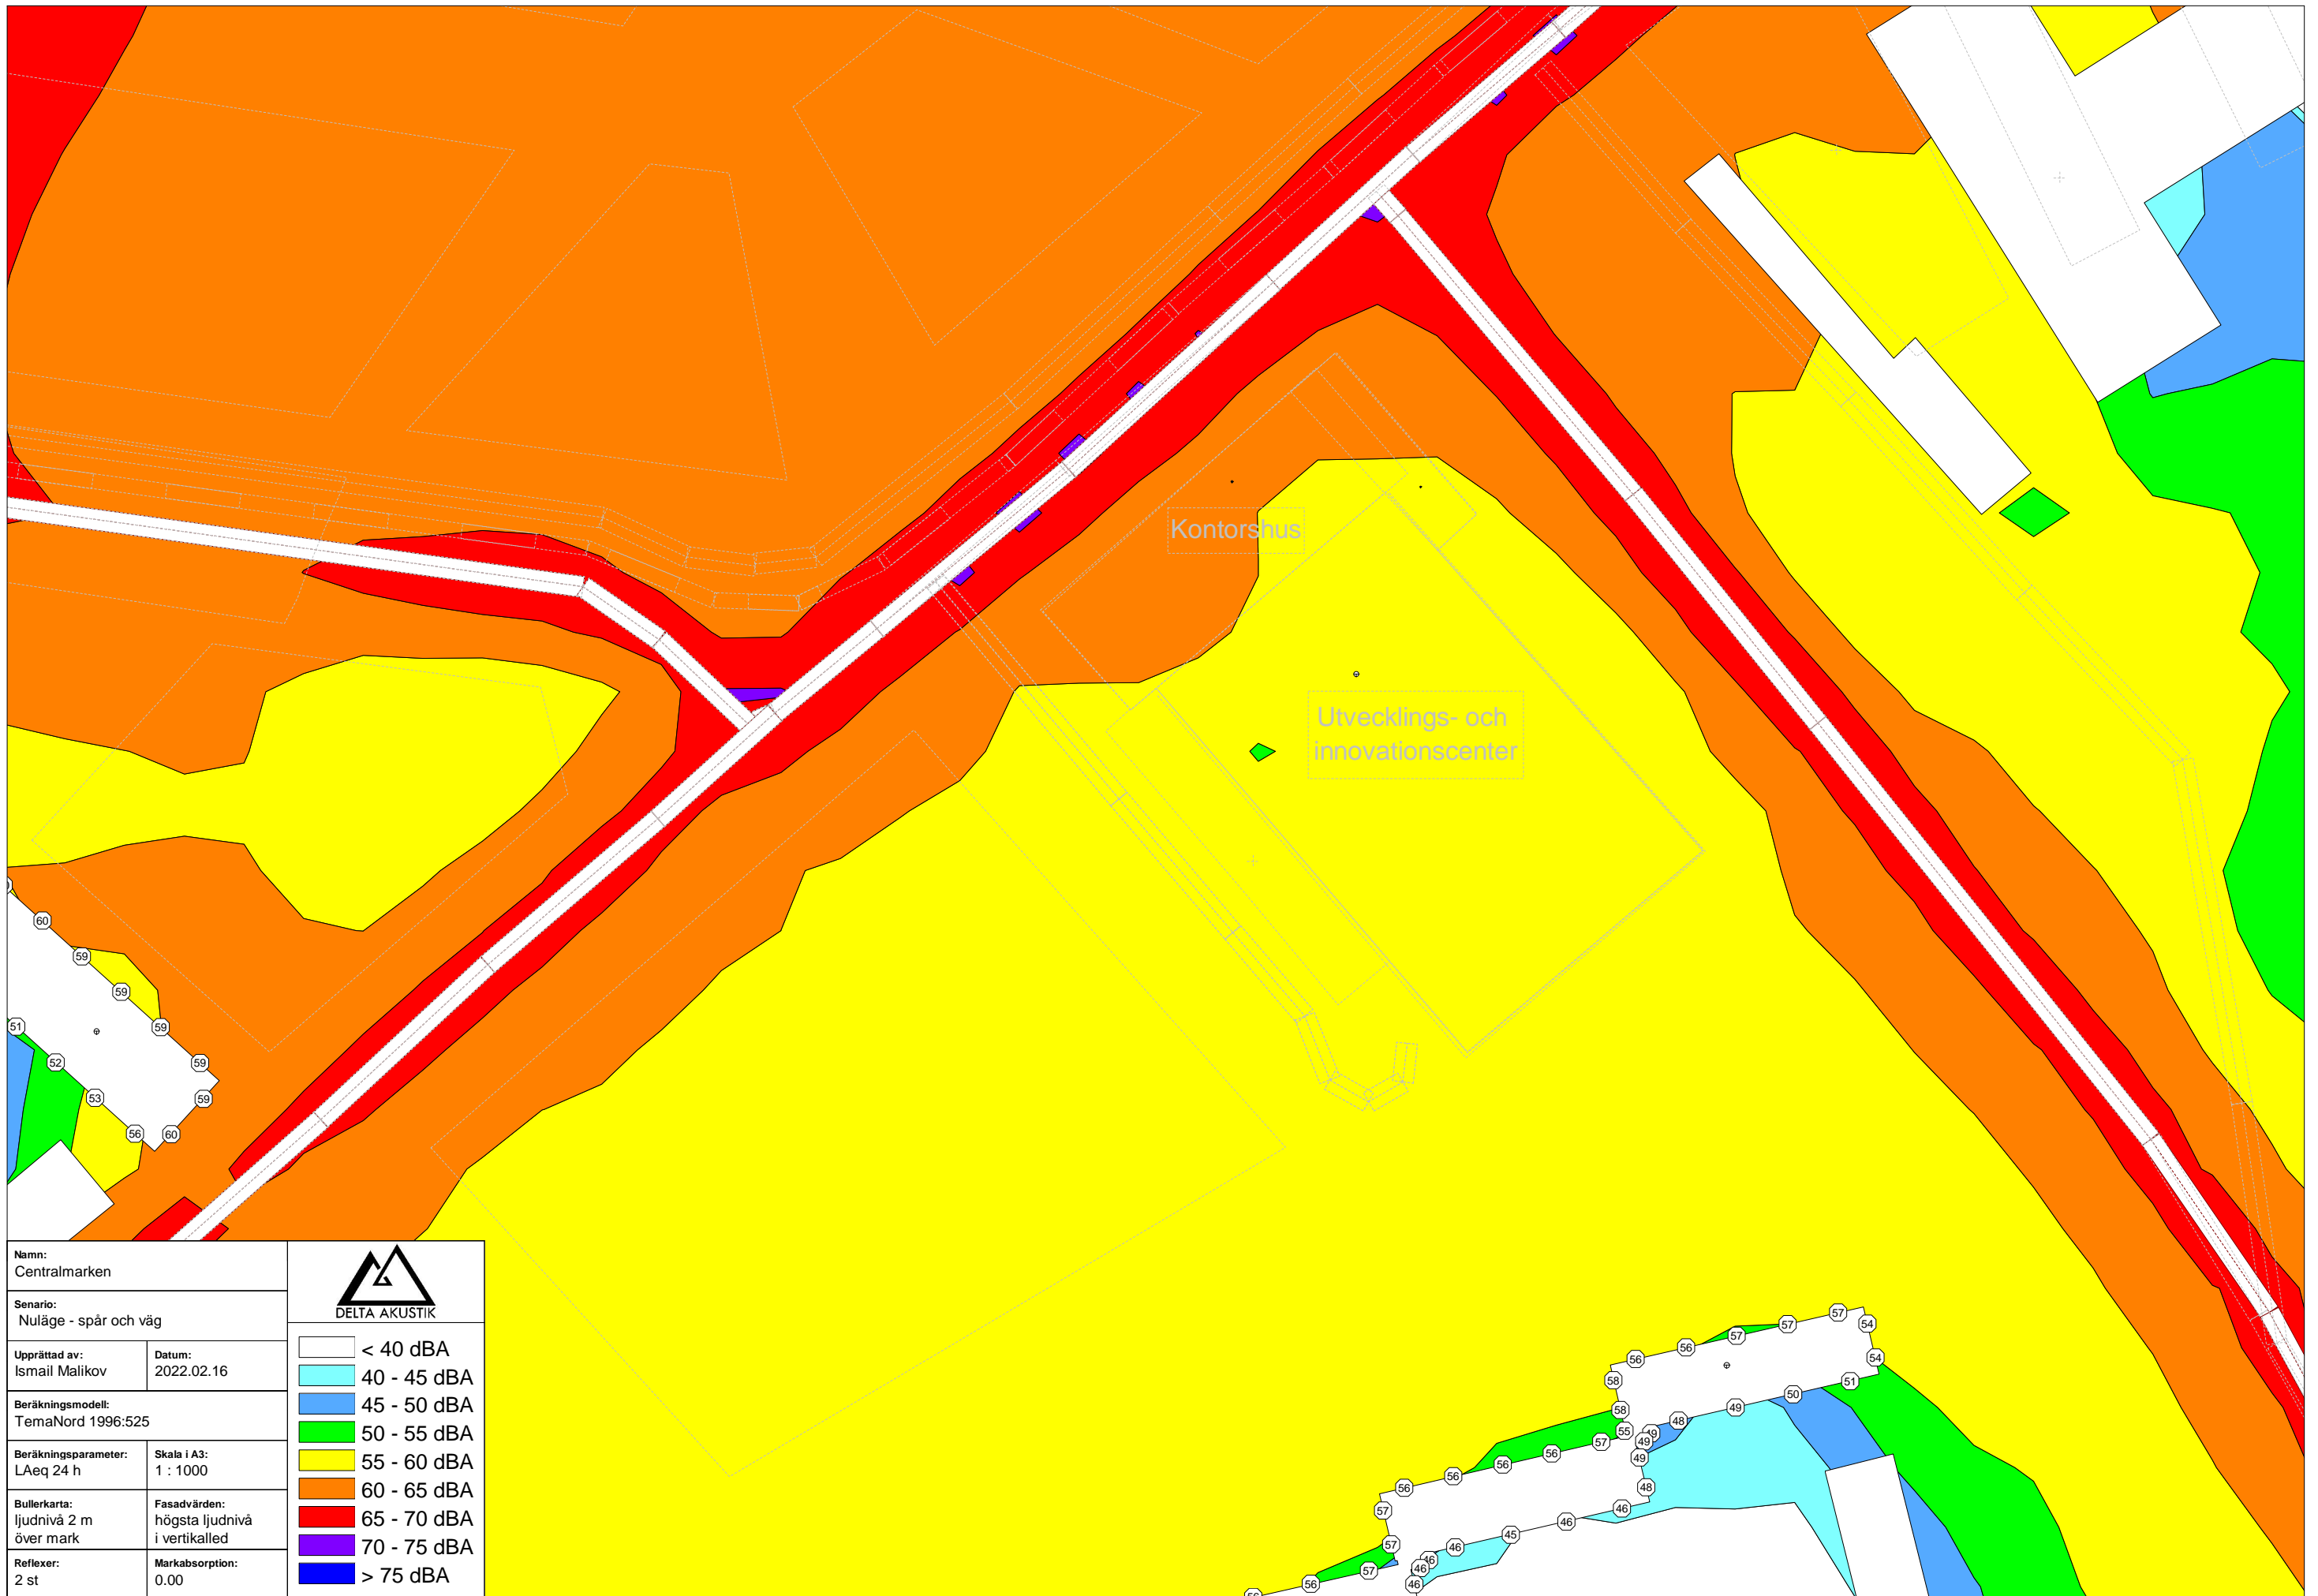 Kontorshus
Utvecklings- och
innovationscenter
60
59
59
59
59
59
60
51
52
53
56
57
54
54
57
57
56
56
58
58
55
51
50
49
48
49
49
49
48
46
57
56
56
56
56
57
57
46
45
46
46
46
46
57
56
Namn:
Centralmarken
Senario:
Nuläge - spår och väg
Upprättad av:
Ismail Malikov
Datum:
2022.02.16
Beräkningsmodell:
TemaNord 1996:525
Beräkningsparameter:
LAeq 24 h
Skala i A3:
1 : 1000
Bullerkarta:
ljudnivå 2 m
över mark
Fasadvärden:
högsta ljudnivå
i vertikalled
Reflexer:
2 st
Markabsorption:
0.00
DELTA AKUSTIK
< 40 dBA
40 - 45 dBA
45 - 50 dBA
50 - 55 dBA
55 - 60 dBA
60 - 65 dBA
65 - 70 dBA
70 - 75 dBA
> 75 dBA